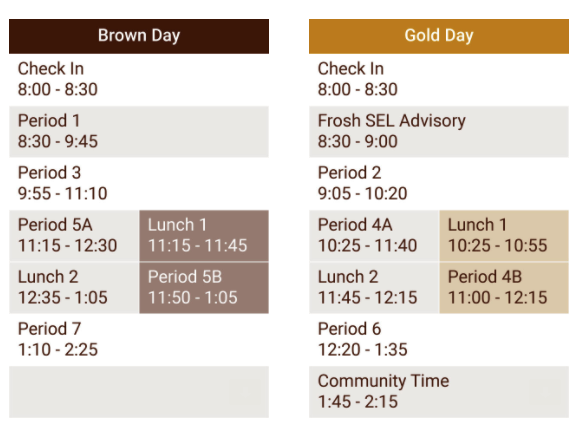 Brown Day
Check In
8:00 - 8:30
Period 1
8:30 - 9:45
Period 3
9:55 - 11:10
Period 5A
11:15 - 12:30
Lunch 1
11:15 - 11:45
Lunch 2
12:35 - 1:05
Period 5B
11:50 - 1:05
Period 7
1:10 - 2:25
Gold Day
Check In
8:00 - 8:30
Frosh SEL Advisory
8:30 - 9:00
Period 2
9:05 - 10:20
Period 4A
10:25 - 11:40
Lunch 1
10:25 - 10:55
Lunch 2
11:45 - 12:15
Period 4B
11:00 - 12:15
Period 6
12:20 - 1:35
Community Time
1:45 - 2:15